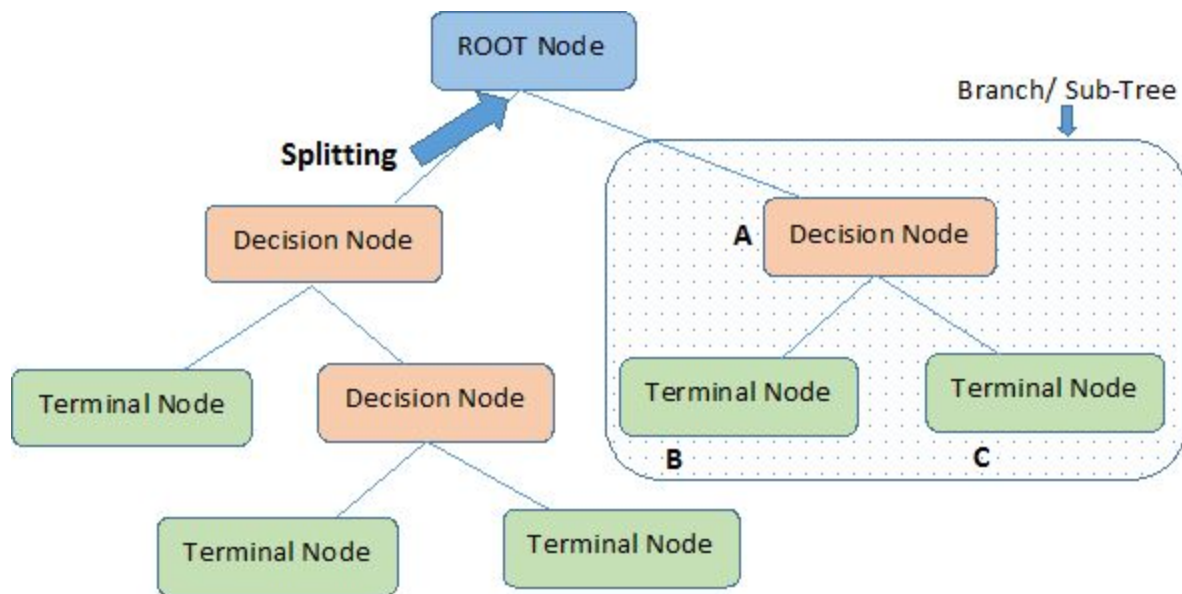 ROOT Node
Branch/ Sub-Tree
Splitting
Decision Node
A
Decision Node
Terminal Node
Decision Node
Terminal Node
Terminal Node
B
C
Terminal Node
Terminal Node